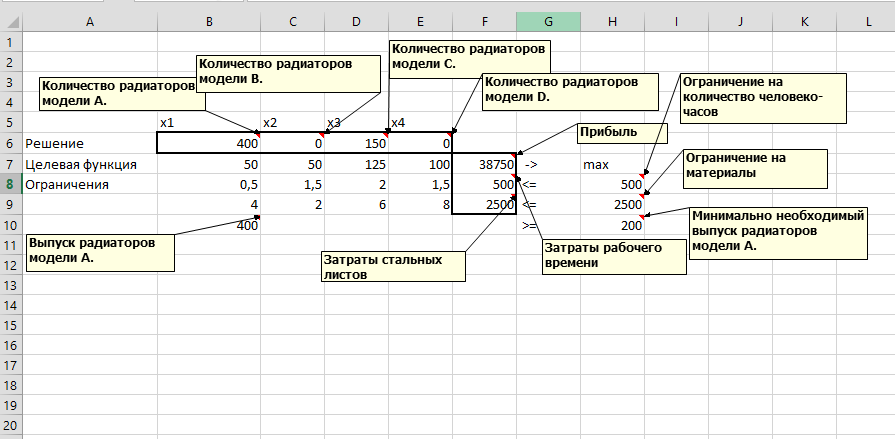 A B C D E F G H I J K L
1
2
Количество радиаторов модели A.
Количество радиаторов модели B.
Количество радиаторов модели C.
Количество радиаторов модели D.
Ограничение на количество человеко-часов
3
4
5 x1 x2 x3 x4
Прибыль
6 Решение 400 0 150 0
7 Целевая функция 50 50 125 100 38750 -> max
Ограничение на материалы
8 Ограничения 0,5 1,5 2 1,5 500 <= 500
9 4 2 6 8 2500 <= 2500
10 400 >= 200
Минимально необходимый выпуск радиаторов модели A.
11
Выпуск радиаторов модели A.
Затраты стальных листов
Затраты рабочего времени
12
13
14
15
16
17
18
19
20